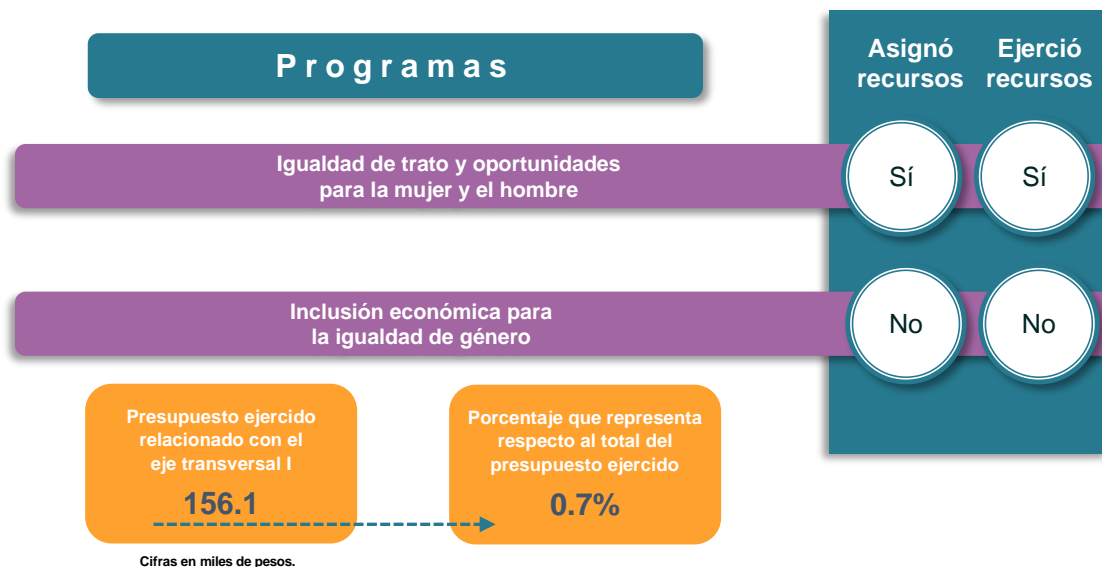 Programas
Asignó
recursos
Ejerció
recursos
Igualdad de trato y oportunidades
para la mujer y el hombre
Sí
Sí
Inclusión económica para
la igualdad de género
No
No
Presupuesto ejercido
relacionado con el
eje transversal I
156.1
Porcentaje que representa
respecto al total del
presupuesto ejercido
0.7%
Cifras en miles de pesos.